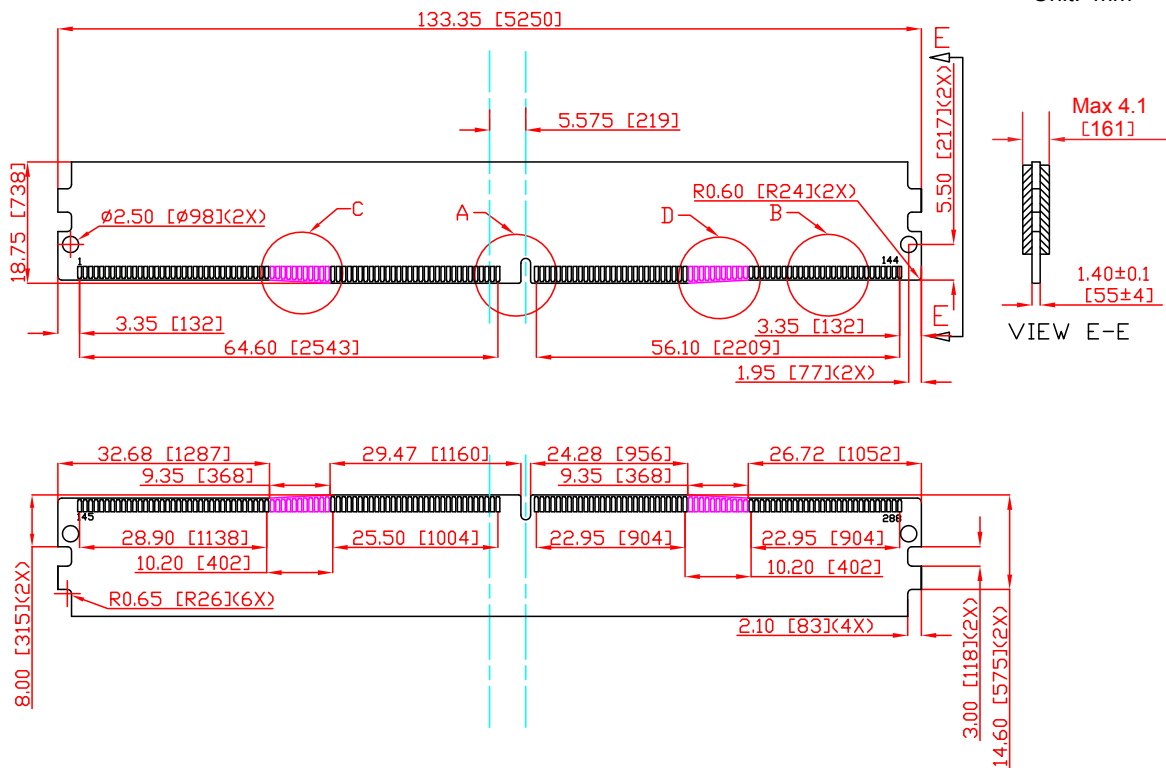 133.35 [5250]
E
5.575 [219]
5.50 [217](2X)
Max 4.1
[161]
18.75 [738]
Ø2.50 [Ø98](2X)
C
A
D
B
R0.60 [R24](2X)
1
144
1.40±0.1
[55±4]
3.35 [132]
3.35 [132]
E
VIEW E-E
64.60 [2543]
56.10 [2209]
1.95 [77](2X)
32.68 [1287]
29.47 [1160]
24.28 [956]
26.72 [1052]
9.35 [368]
9.35 [368]
145
288
28.90 [1138]
25.50 [1004]
22.95 [904]
22.95 [904]
10.20 [402]
10.20 [402]
R0.65 [R26](6X)
2.10 [83](4X)
8.00 [315](2X)
3.00 [118](2X)
14.60 [575](2X)